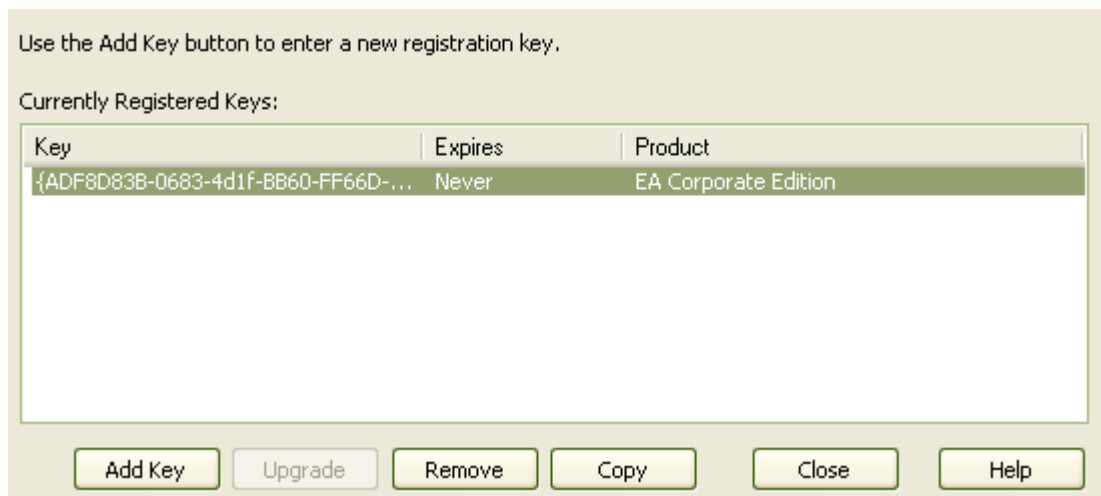 Use the Add Key button to enter a new registration key.
Currently Registered Keys:
Key Expires Product
{ADF8D83B-0683-4d1f-BB60-FF66D-... Never EA Corporate Edition
Add Key Upgrade Remove Copy Close Help